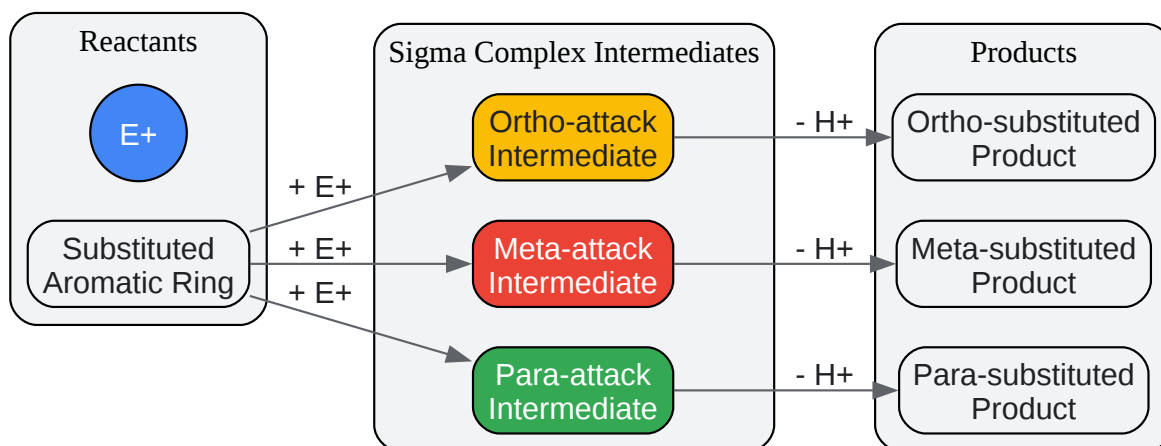 Reactants
E+
Substituted
Aromatic Ring
+ E+
+ E+
+ E+
Sigma Complex Intermediates
Ortho-attack
Intermediate
Meta-attack
Intermediate
Para-attack
Intermediate
- H+
- H+
- H+
Products
Ortho-substituted
Product
Meta-substituted
Product
Para-substituted
Product